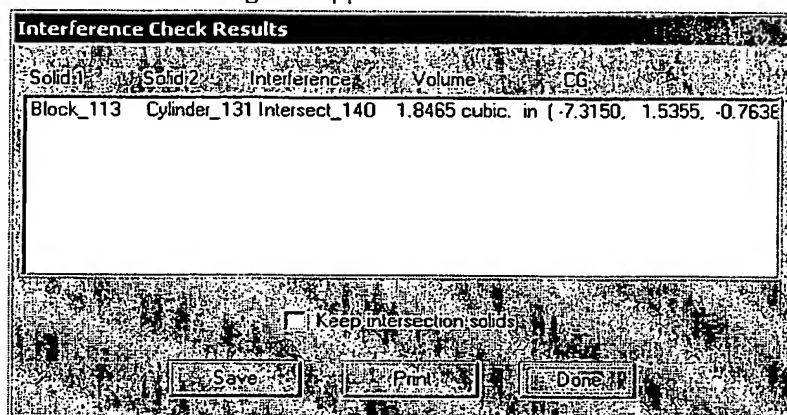 Interference Check Results
Solid 1 Solid 2 Interference Volume CG
Block_113 Cylinder_131 Intersect_140 1.8465 cubic. in ( -7.3150, 1.5355, -0.763
Keep intersection solids
Save Print Done